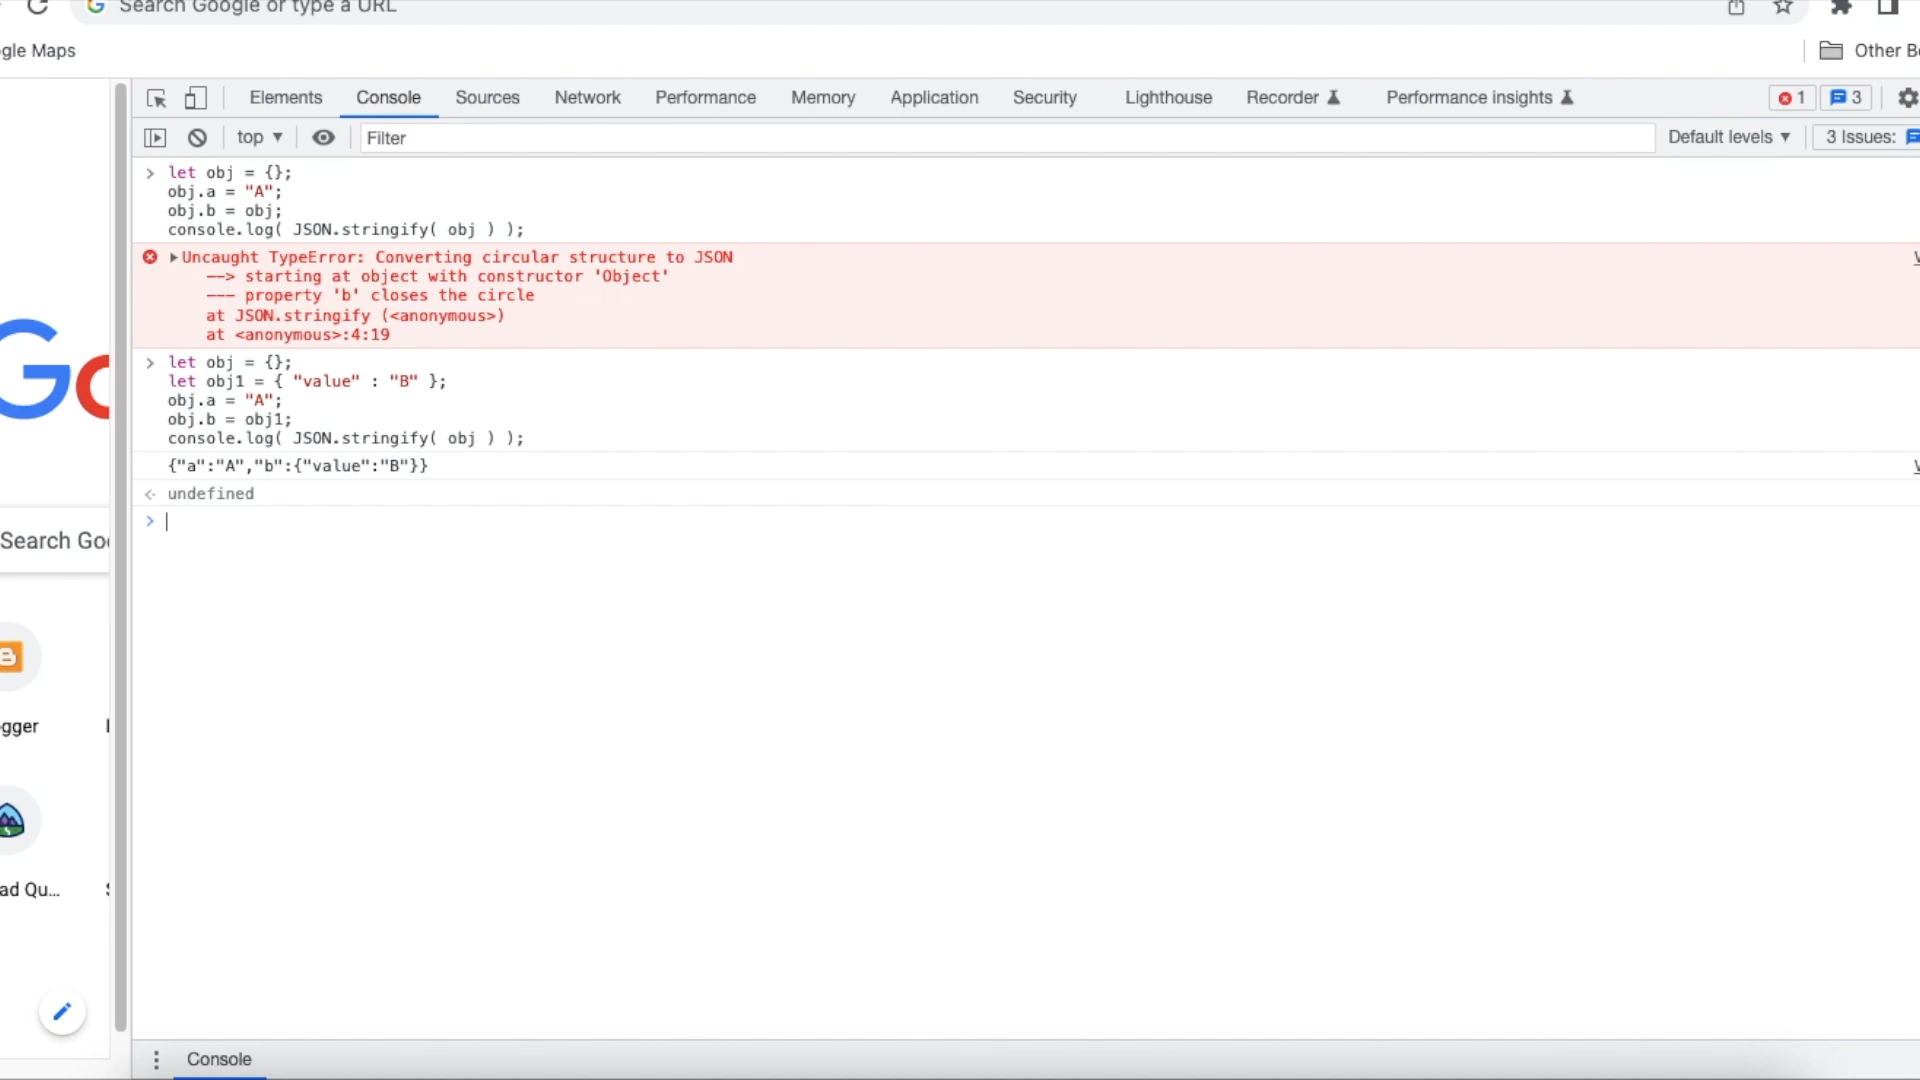 Search Google or type a URL
gle Maps
Other B
Elements Console Sources Network Performance Memory Application Security Lighthouse Recorder Performance insights 1 3
top Filter Default levels 3 Issues:
let obj = {};
obj.a = "A";
obj.b = obj;
console.log( JSON.stringify( obj ) );
Uncaught TypeError: Converting circular structure to JSON
--> starting at object with constructor 'Object'
--- property 'b' closes the circle
at JSON.stringify (<anonymous>)
at <anonymous>:4:19
let obj = {};
let obj1 = { "value" : "B" };
obj.a = "A";
obj.b = obj1;
console.log( JSON.stringify( obj ) );
{"a":"A","b":{"value":"B"}}
undefined
Go
Search Goo
gger
ad Qu...
Console